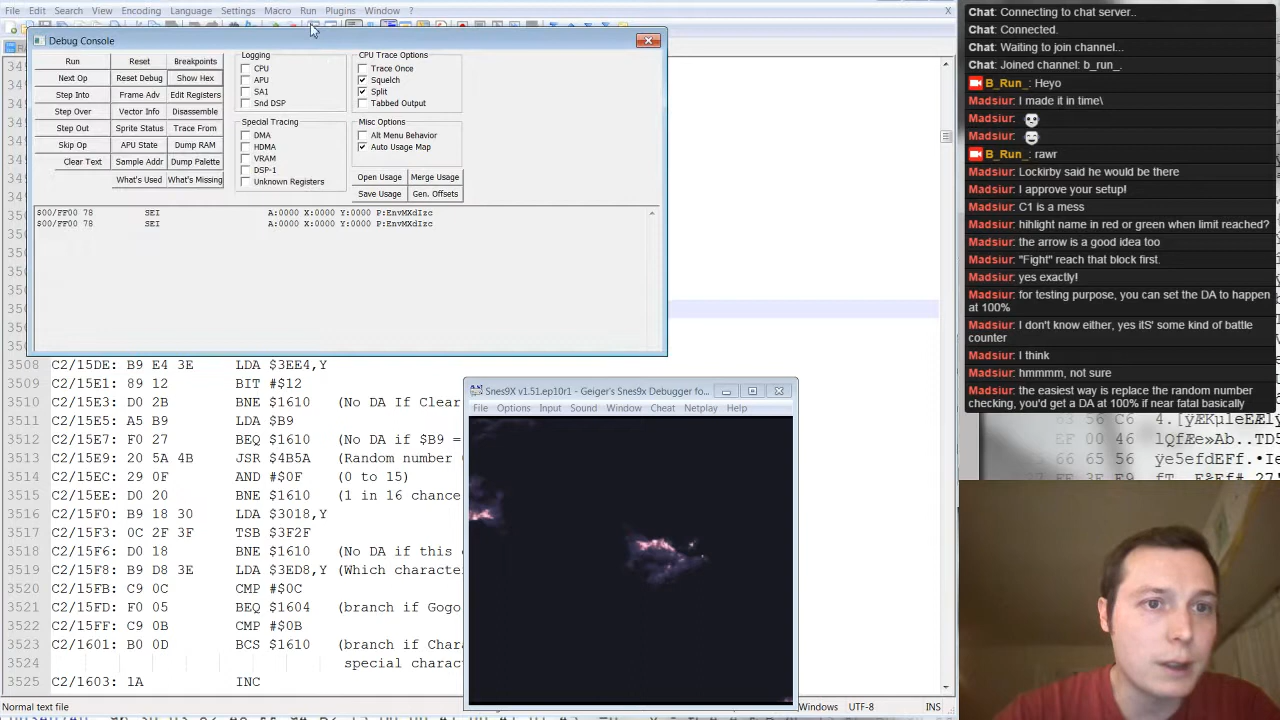 File Edit Search View Encoding Language Settings Macro Run Plugins Window ?
X
Debug Console
Run Reset Breakpoints
Next Op Reset Debug Show Hex
Step Into Frame Adv Edit Registers
Step Over Vector Info Disassemble
Step Out Sprite Status Trace From
Skip Op APU State Dump RAM
Clear Text Sample Addr Dump Palette
What's Used What's Missing
Logging
CPU
APU
SA1
Snd DSP
Special Tracing
DMA
HDMA
VRAM
DSP-1
Unknown Registers
CPU Trace Options
Trace Once
Squelch
Split
Tabbed Output
Misc Options
Alt Menu Behavior
Auto Usage Map
Open Usage Merge Usage
Save Usage Gen. Offsets
$00/FF00 78 SEI A:0000 X:0000 Y:0000 P:EnvMXdIzc
$00/FF00 78 SEI A:0000 X:0000 Y:0000 P:EnvMXdIzc
3508 C2/15DE: B9 E4 3E LDA $3EE4,Y
3509 C2/15E1: 89 12 BIT #$12
3510 C2/15E3: D0 2B BNE $1610 (No DA If Clear
3511 C2/15E5: A5 B9 LDA $B9
3512 C2/15E7: F0 27 BEQ $1610 (No DA if $B9 =
3513 C2/15E9: 20 5A 4B JSR $4B5A (Random number
3514 C2/15EC: 29 0F AND #$0F (0 to 15)
3515 C2/15EE: D0 20 BNE $1610 (1 in 16 chance
3516 C2/15F0: B9 18 30 LDA $3018,Y
3517 C2/15F3: 0C 2F 3F TSB $3F2F
3518 C2/15F6: D0 18 BNE $1610 (No DA if this
3519 C2/15F8: B9 D8 3E LDA $3ED8,Y (Which character
3520 C2/15FB: C9 0C CMP #$0C
3521 C2/15FD: F0 05 BEQ $1604 (branch if Gogo
3522 C2/15FF: C9 0B CMP #$0B
3523 C2/1601: B0 0D BCS $1610 (branch if Chara
3524 special charac
3525 C2/1603: 1A INC
Normal text file
Windows UTF-8 INS
Snes9X v1.51.ep10r1 - Geiger's Snes9x Debugger fo...
File Options Input Sound Window Cheat Netplay Help
Chat: Connecting to chat server..
Chat: Connected.
Chat: Waiting to join channel...
Chat: Joined channel: b_run_.
B_Run_: Heyo
Madsiur: I made it in time\
Madsiur:
Madsiur:
B_Run_: rawr
Madsiur: Lockirby said he would be there
Madsiur: I approve your setup!
Madsiur: C1 is a mess
Madsiur: hihlight name in red or green when limit reached?
Madsiur: the arrow is a good idea too
Madsiur: "Fight" reach that block first.
Madsiur: yes exactly!
Madsiur: for testing purpose, you can set the DA to happen
at 100%
Madsiur: I don't know either, yes itS' some kind of battle
counter
Madsiur: I think
Madsiur: hmmmm, not sure
Madsiur: the easiest way is replace the random number
checking, you'd get a DA at 100% if near fatal basically
EF 00 46
66 65 56